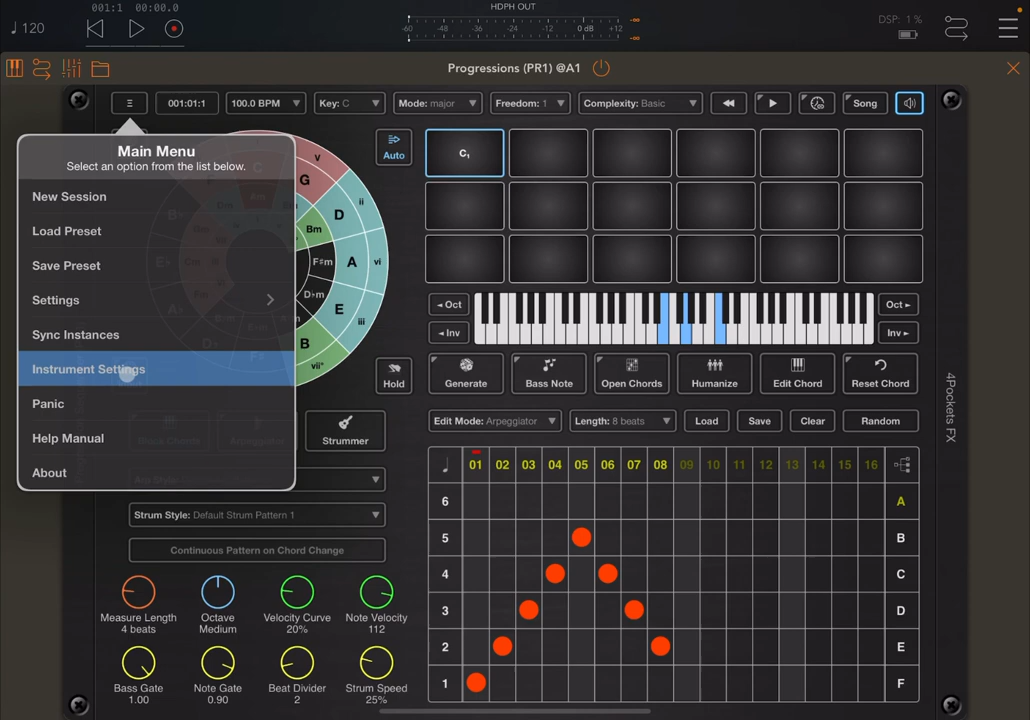 001:1 00:00.0
HDPH OUT
120
-60 -48 -36 -24 -12 0 dB +12
-∞
-∞
DSP: 1 %
Progressions (PR1) @A1
001:01:1
100.0 BPM
Key: C
Mode: major
Freedom: 1
Complexity: Basic
Song
Main Menu
Select an option from the list below.
New Session
Load Preset
Save Preset
Settings
Sync Instances
Instrument Settings
Panic
Help Manual
About
V
G
ii
D
Bm
F#m
A
vi
D♭m
E
iii
B
vii°
Auto
Hold
C1
◄ Oct
Oct ►
◄ Inv
Inv ►
Generate
Bass Note
Open Chords
Humanize
Edit Chord
Reset Chord
Edit Mode: Arpeggiator
Length: 8 beats
Load
Save
Clear
Random
Strummer
Strum Style: Default Strum Pattern 1
Continuous Pattern on Chord Change
Measure Length
4 beats
Octave
Medium
Velocity Curve
20%
Note Velocity
112
Bass Gate
1.00
Note Gate
0.90
Beat Divider
2
Strum Speed
25%
01 02 03 04 05 06 07 08 09 10 11 12 13 14 15 16
6 A
5 B
4 C
3 D
2 E
1 F
4Pockets FX